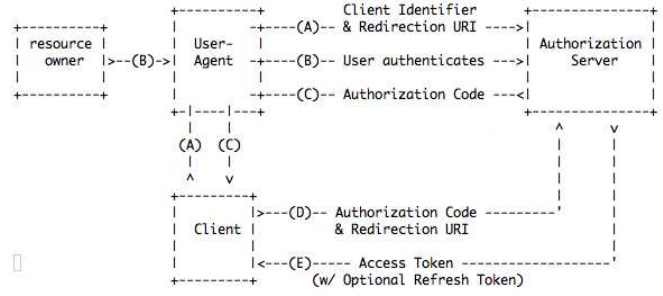 Client Identifier
(A) & Redirection URI
resource User- Authorization
owner (B) Agent (B) User authenticates Server
(C) Authorization Code
(A) (C)
(D) Authorization Code
Client & Redirection URI
(E) Access Token
(w/ Optional Refresh Token)